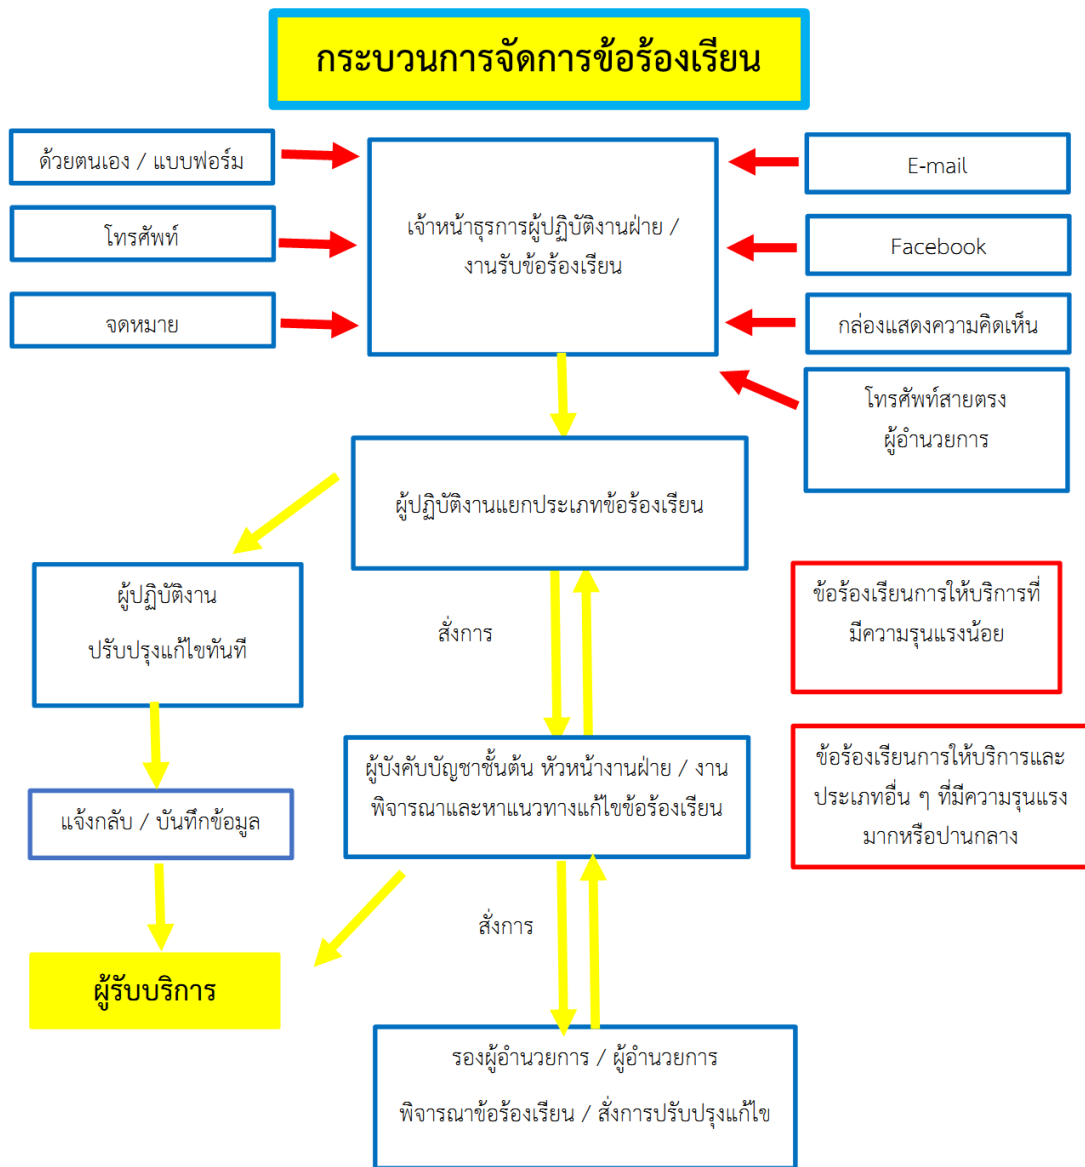 กระบวนการจัดการข้อร้องเรียน
ด้วยตนเอง / แบบฟอร์ม
โทรศัพท์
จดหมาย
เจ้าหน้าธุรการผู้ปฏิบัติงานฝ่าย /
งานรับข้อร้องเรียน
E-mail
Facebook
กล่องแสดงความคิดเห็น
โทรศัพท์สายตรง
ผู้อำนวยการ
ผู้ปฏิบัติงานแยกประเภทข้อร้องเรียน
ผู้ปฏิบัติงาน
ปรับปรุงแก้ไขทันที
สั่งการ
ข้อร้องเรียนการให้บริการที่
มีความรุนแรงน้อย
ผู้บังคับบัญชาชั้นต้น หัวหน้างานฝ่าย / งาน
พิจารณาและหาแนวทางแก้ไขข้อร้องเรียน
ข้อร้องเรียนการให้บริการและ
ประเภทอื่น ๆ ที่มีความรุนแรง
มากหรือปานกลาง
แจ้งกลับ / บันทึกข้อมูล
สั่งการ
ผู้รับบริการ
รองผู้อำนวยการ / ผู้อำนวยการ
พิจารณาข้อร้องเรียน / สั่งการปรับปรุงแก้ไข